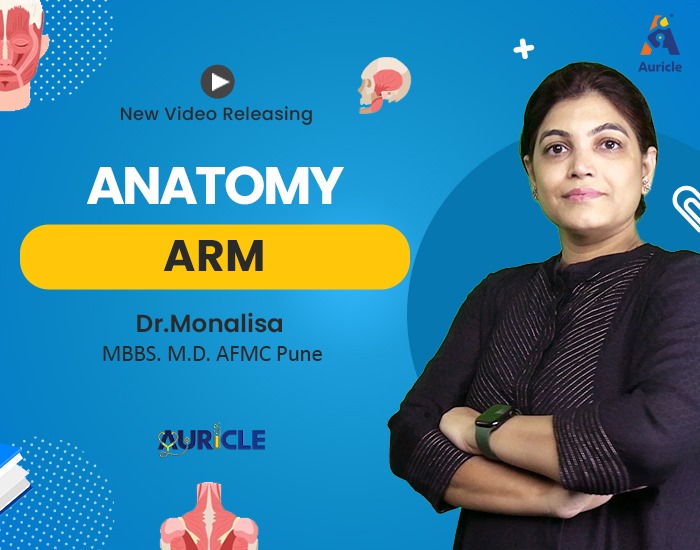 Auricle
New Video Releasing
ANATOMY
ARM
Dr.Monalisa
MBBS. M.D. AFMC Pune
AURiCLE